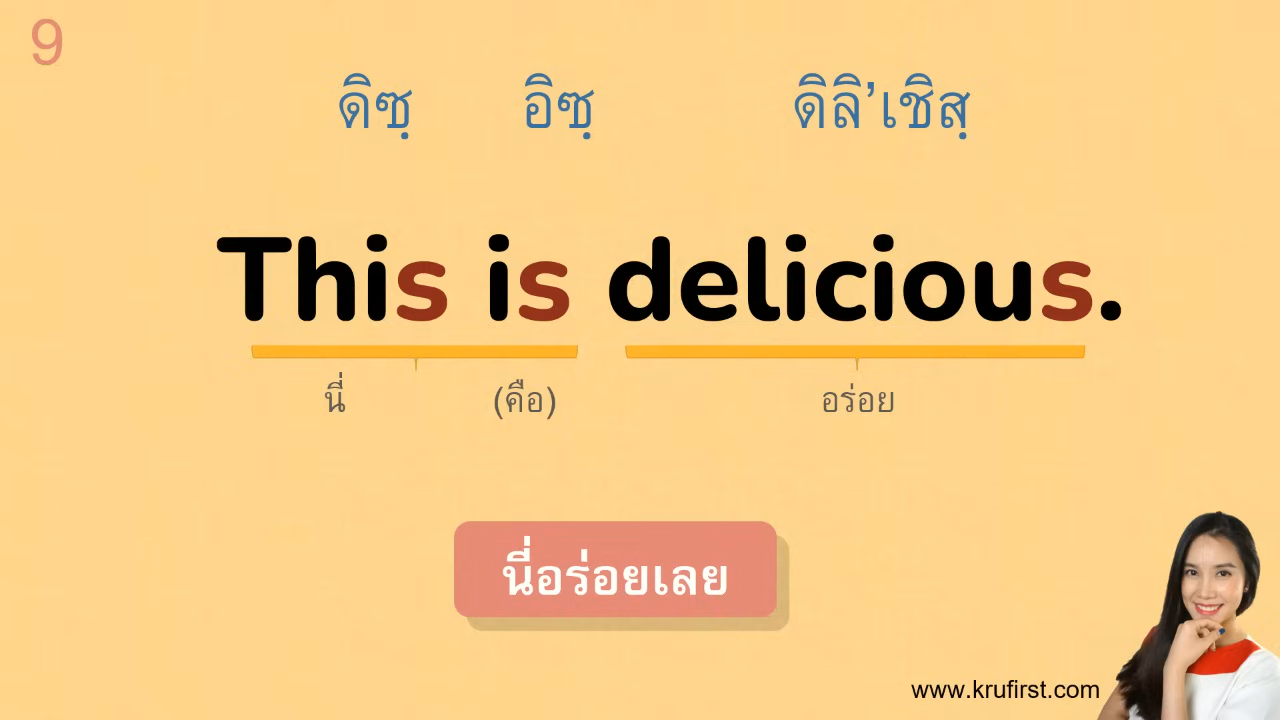 9
ดิซฺ อิซฺ ดิลิ’เชิสฺ
This is delicious.
นี่ (คือ) อร่อย
นี่อร่อยเลย
www.krufirst.com